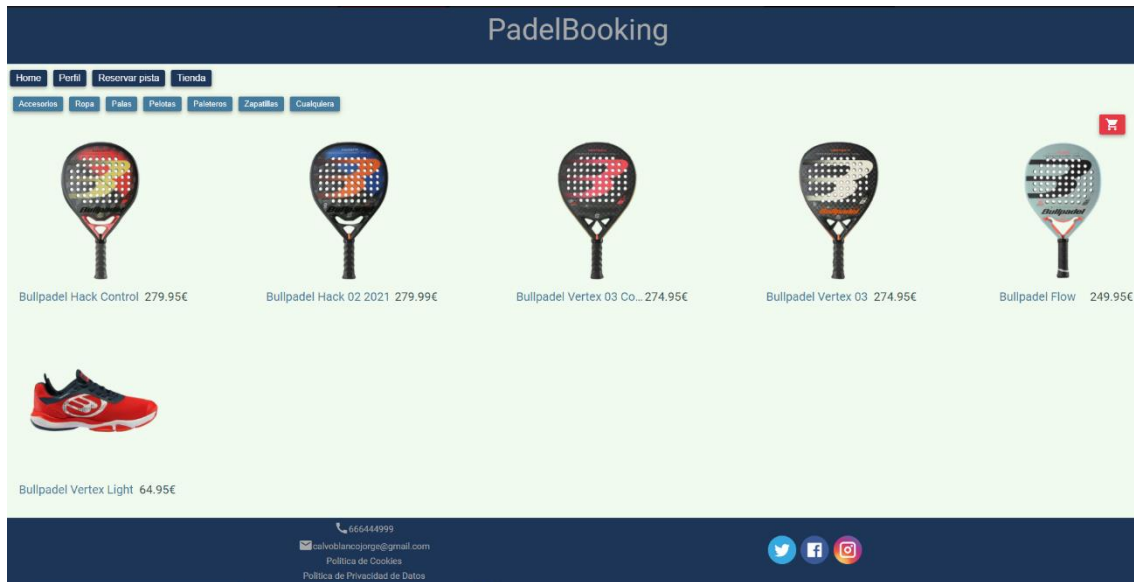 PadelBooking
Home Perfil Reservar pista Tienda
Accesorios Ropa Palas Pelotas Paleteros Zapatillas Cualquiera
Bullpadel Hack Control 279.95€
Bullpadel Hack 02 2021 279.99€
Bullpadel Vertex 03 Co... 274.95€
Bullpadel Vertex 03 274.95€
Bullpadel
Bullpadel Flow 249.95€
Bullpadel Vertex Light 64.95€
666444999
calvoblancojorge@gmail.com
Política de Cookies
Política de Privacidad de Datos